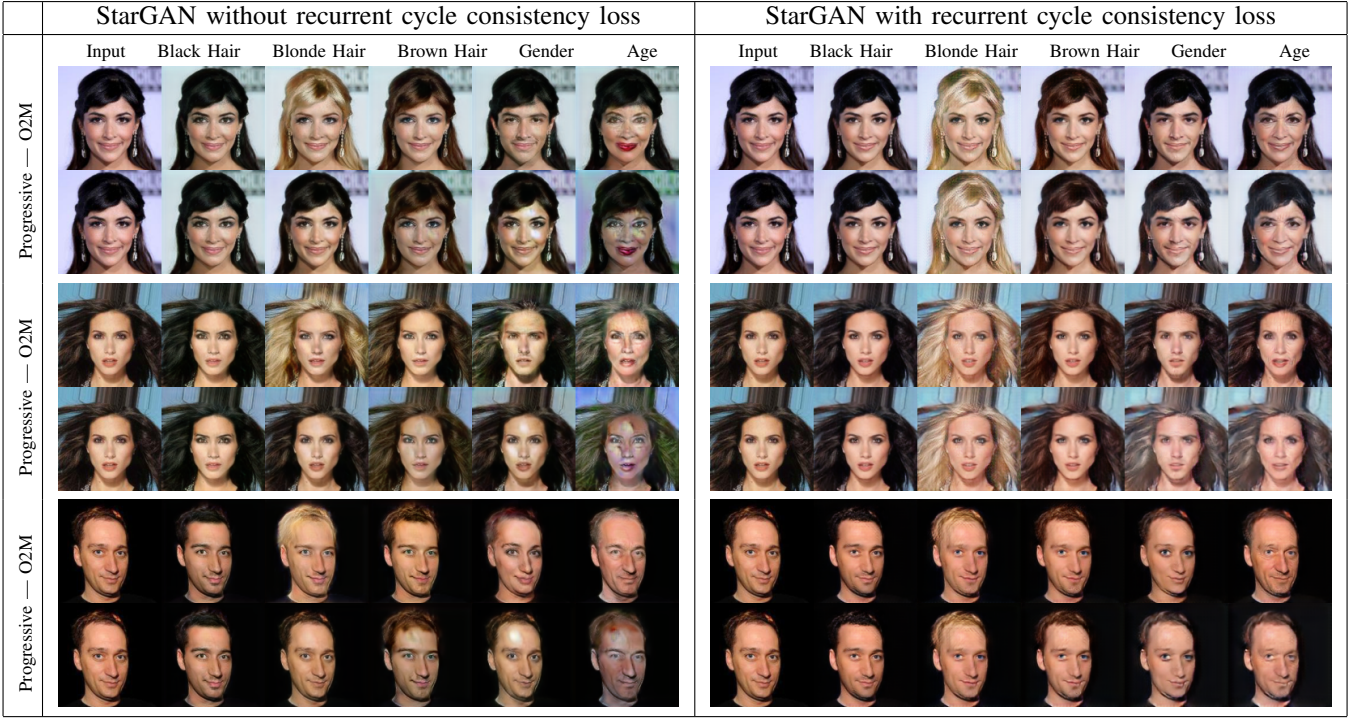 StarGAN without recurrent cycle consistency loss
StarGAN with recurrent cycle consistency loss
Input Black Hair Blonde Hair Brown Hair Gender Age
Input Black Hair Blonde Hair Brown Hair Gender Age
Progressive — O2M
Progressive — O2M
Progressive — O2M